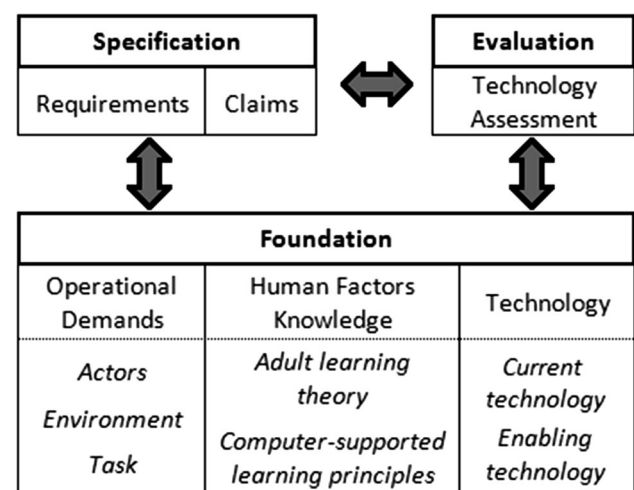 Specification
Requirements
Claims
Evaluation
Technology
Assessment
Foundation
Operational
Demands
Human Factors
Knowledge
Technology
Actors
Environment
Task
Adult learning
theory
Computer-supported
learning principles
Current
technology
Enabling
technology